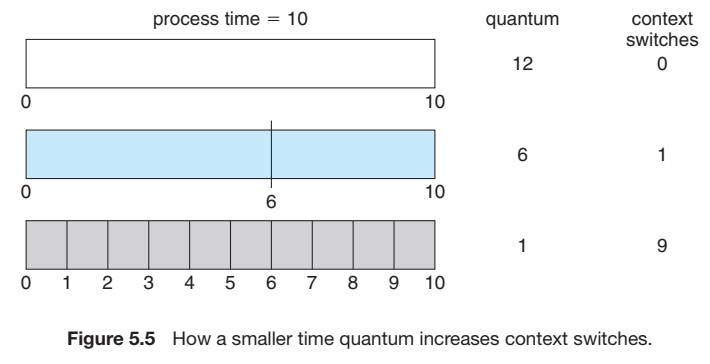 process time = 10 quantum context
switches
12 0
0 10
6 1
0 6 10
1 9
0 1 2 3 4 5 6 7 8 9 10
Figure 5.5 How a smaller time quantum increases context switches.